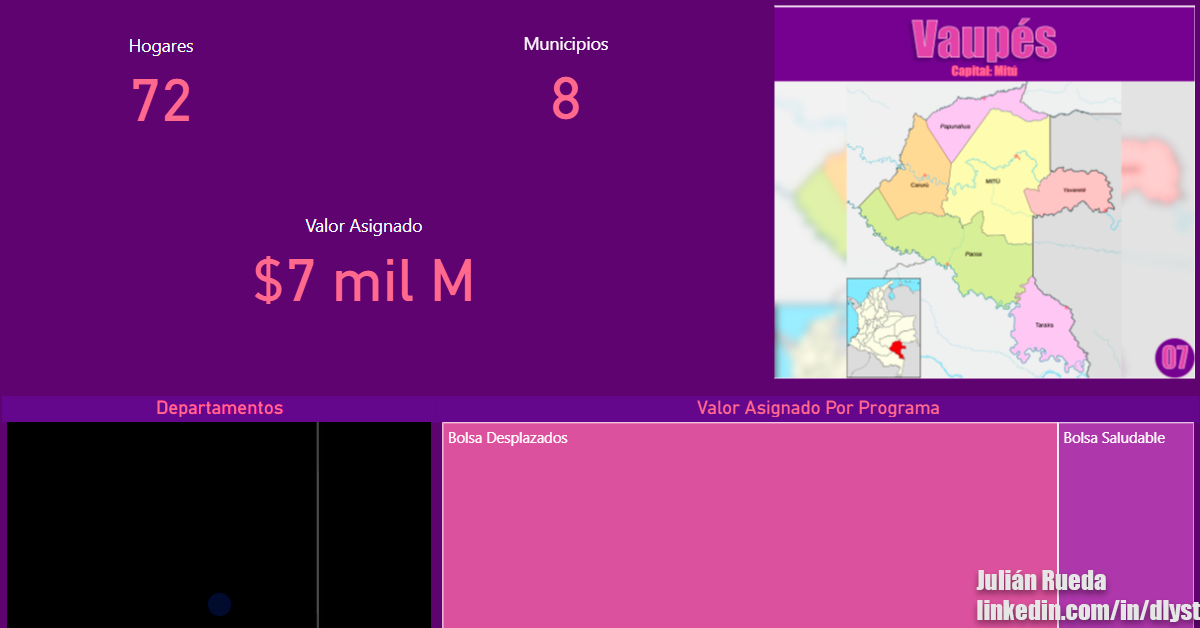 Hogares
72
Municipios
8
Valor Asignado
$7 mil M
Vaupés
Capital: Mitú
Papunahua
Carurú
MITÚ
Yavaraté
Pacoa
Taraira
07
Departamentos
Valor Asignado Por Programa
Bolsa Desplazados
Bolsa Saludable
Julián Rueda
linkedin.com/in/dlyst